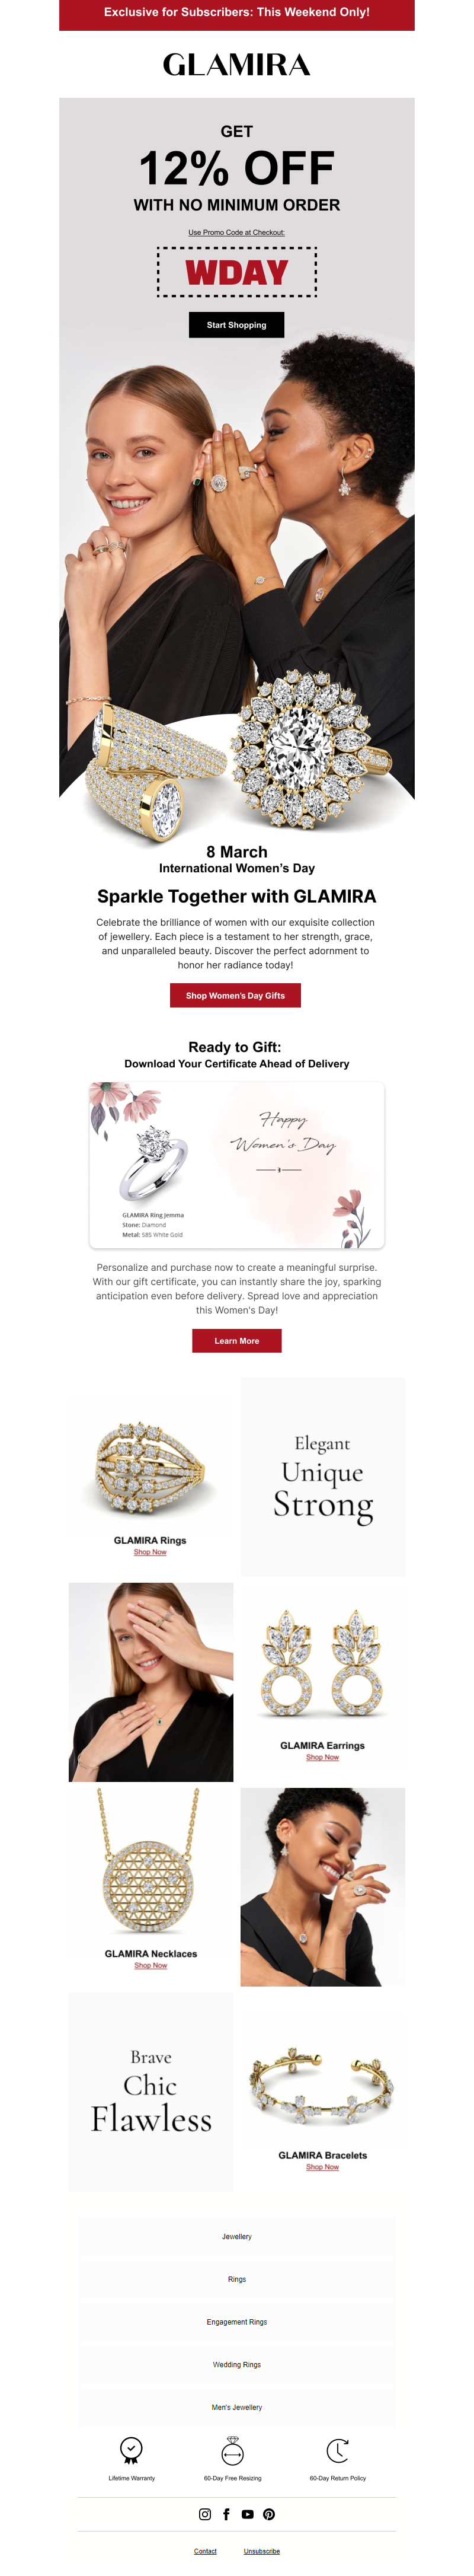 Exclusive for Subscribers: This Weekend Only!
GLAMIRA
GET
12% OFF
WITH NO MINIMUM ORDER
Use Promo Code at Checkout:
WDAY
Start Shopping
8 March
International Women's Day
Sparkle Together with GLAMIRA
Celebrate the brilliance of women with our exquisite collection
of jewellery. Each piece is a testament to her strength, grace,
and unparalleled beauty. Discover the perfect adornment to
honor her radiance today!
Shop Women's Day Gifts
Ready to Gift:
Download Your Certificate Ahead of Delivery
Happy
Women's Day
GLAMIRA Ring Jemma
Stone: Diamond
Metal: 585 White Gold
Personalize and purchase now to create a meaningful surprise.
With our gift certificate, you can instantly share the joy, sparking
anticipation even before delivery. Spread love and appreciation
this Women's Day!
Learn More
Elegant
Unique
Strong
GLAMIRA Rings
Shop Now
GLAMIRA Earrings
Shop Now
GLAMIRA Necklaces
Shop Now
Brave
Chic
Flawless
GLAMIRA Bracelets
Shop Now
Jewellery
Rings
Engagement Rings
Wedding Rings
Men's Jewellery
Lifetime Warranty
60-Day Free Resizing
60-Day Return Policy
Contact
Unsubscribe